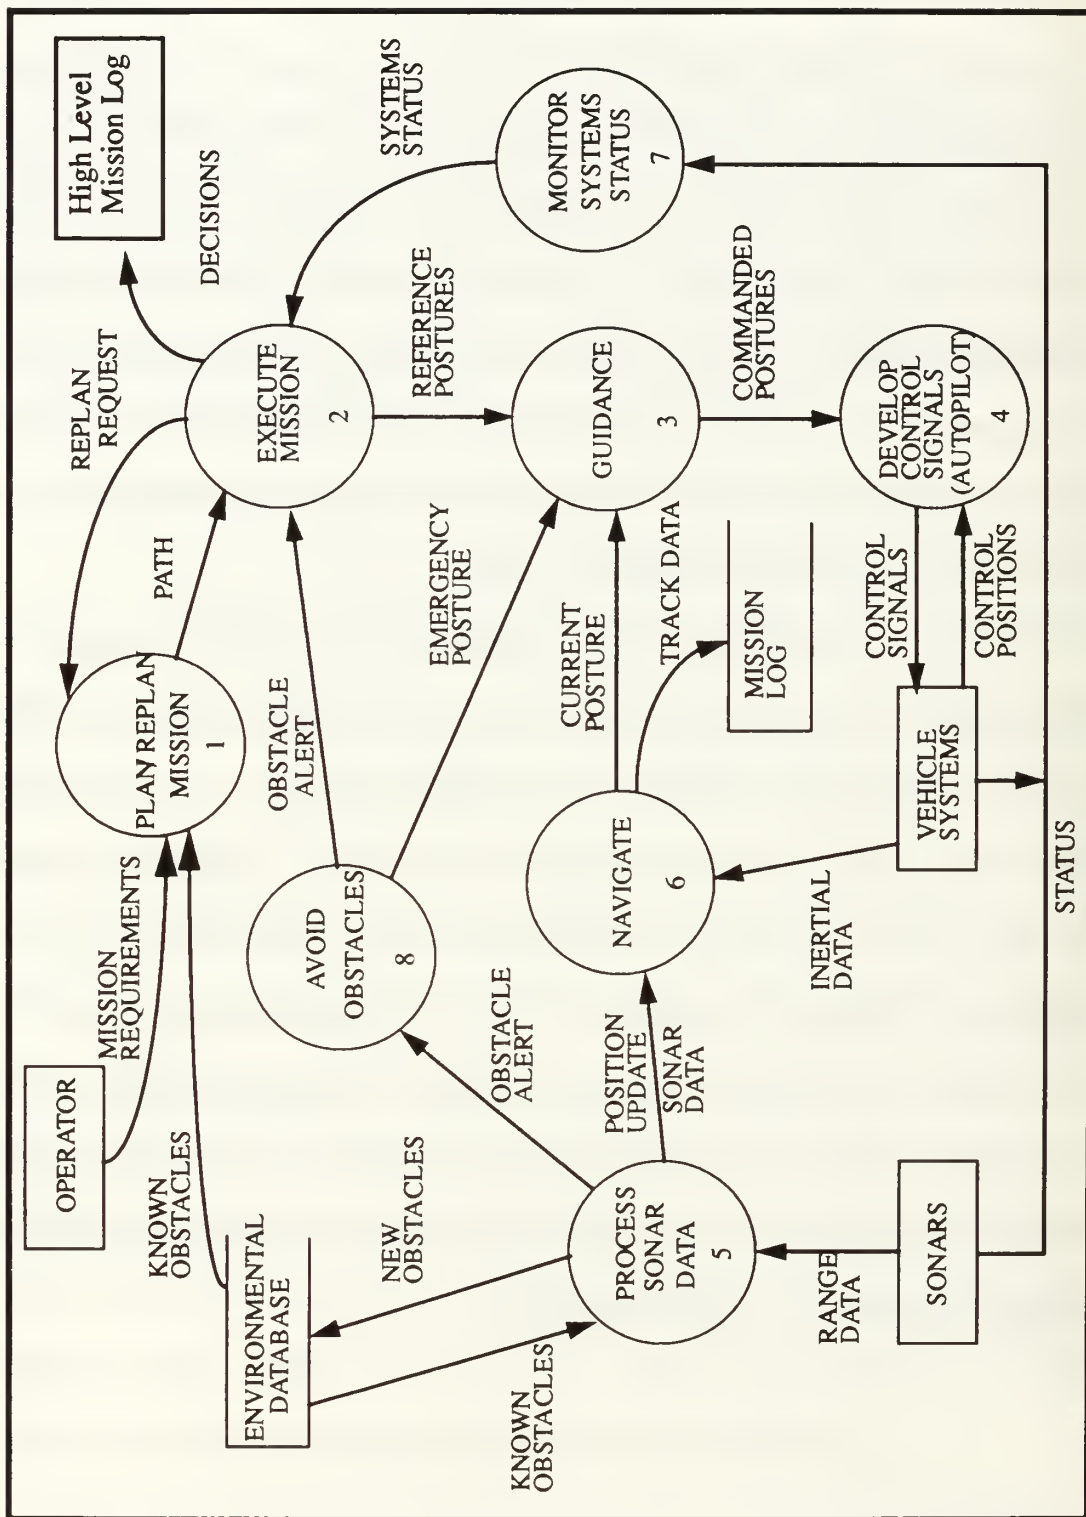 OPERATOR
MISSION
REQUIREMENTS
PLAN/REPLAN
MISSION
1
REPLAN
REQUEST
High Level
Mission Log
KNOWN
OBSTACLES
PATH
DECISIONS
ENVIRONMENTAL
DATABASE
AVOID
OBSTACLES
8
OBSTACLE
ALERT
EXECUTE
MISSION
2
SYSTEMS
STATUS
NEW
OBSTACLES
OBSTACLE
ALERT
EMERGENCY
POSTURE
REFERENCE
POSTURES
KNOWN
OBSTACLES
PROCESS
SONAR
DATA
5
POSITION
UPDATE
SONAR
DATA
NAVIGATE
6
CURRENT
POSTURE
TRACK DATA
GUIDANCE
3
MONITOR
SYSTEMS
STATUS
7
MISSION
LOG
COMMANDED
POSTURES
RANGE
DATA
INERTIAL
DATA
CONTROL
SIGNALS
DEVELOP
CONTROL
SIGNALS
(AUTOPILOT)
4
SONARS
VEHICLE
SYSTEMS
CONTROL
POSITIONS
STATUS